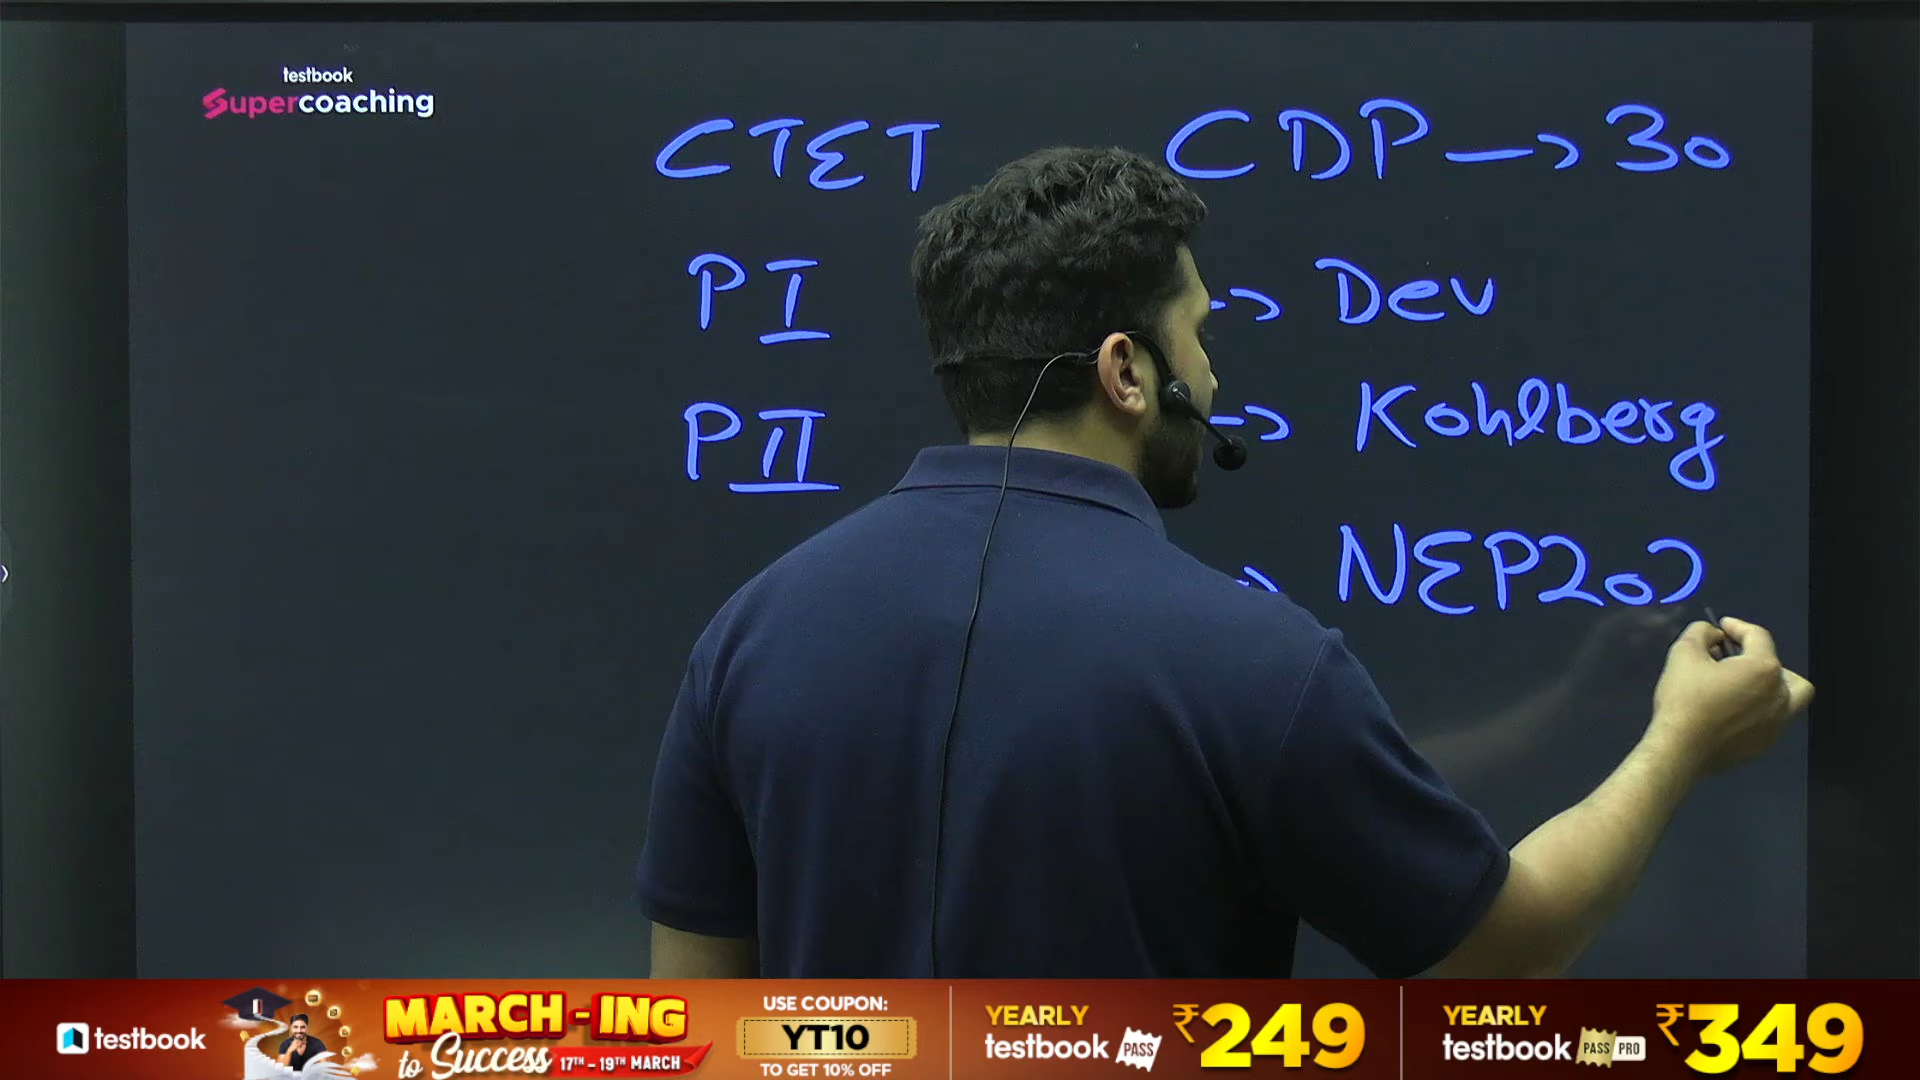 testbook
Supercoaching
CTET CDP → 30
PI → Dev
PII → Kohlberg
→ NEP202
testbook
MARCH - ING
to Success 17TH - 19TH MARCH
USE COUPON:
YT10
TO GET 10% OFF
YEARLY
testbook PASS ₹249
YEARLY
testbook PASS PRO ₹349